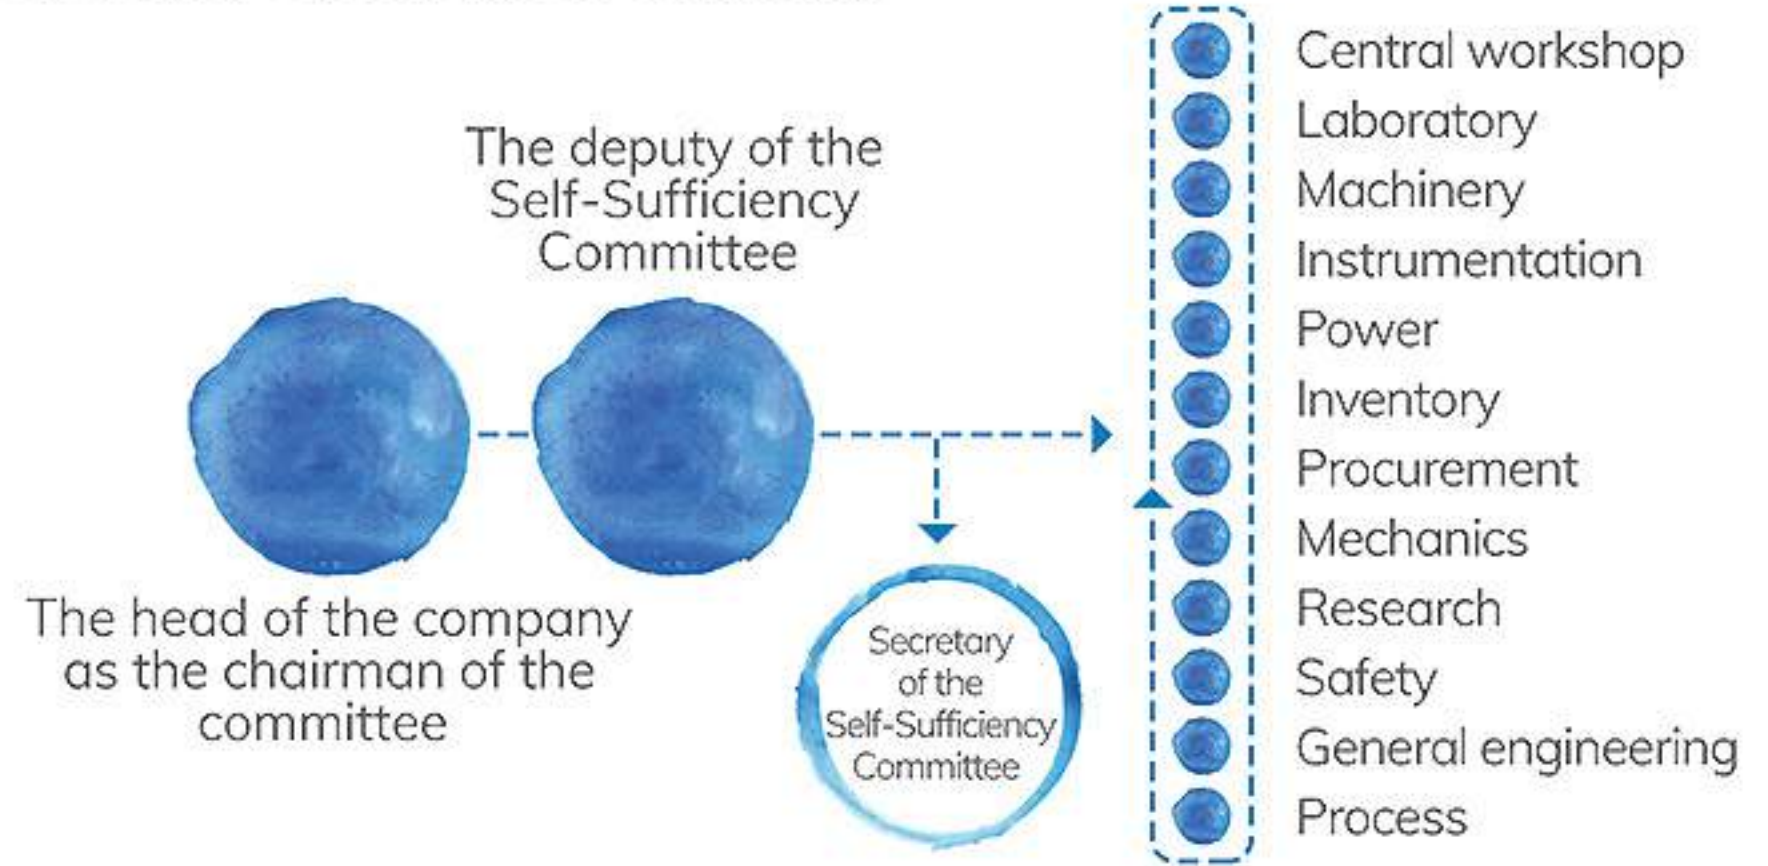 The deputy of the
Self-Sufficiency
Committee
The head of the company
as the chairman of the
committee
Secretary
of the
Self-Sufficiency
Committee
Central workshop
Laboratory
Machinery
Instrumentation
Power
Inventory
Procurement
Mechanics
Research
Safety
General engineering
Process